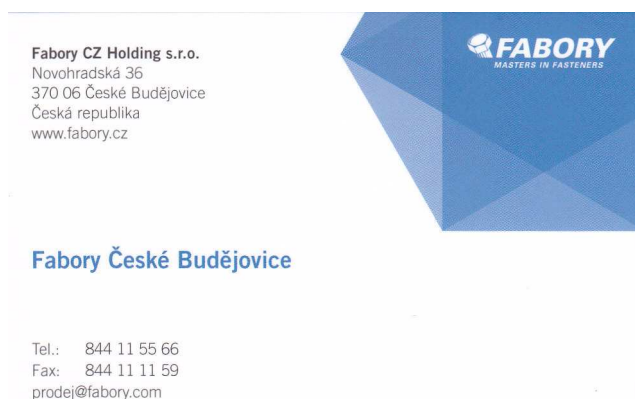 Fabory CZ Holding s.r.o.
Novohradská 36
370 06 České Budějovice
Česká republika
www.fabory.cz
FABORY
MASTERS IN FASTENERS
Fabory České Budějovice
Tel.: 844 11 55 66
Fax: 844 11 11 59
prodej@fabory.com